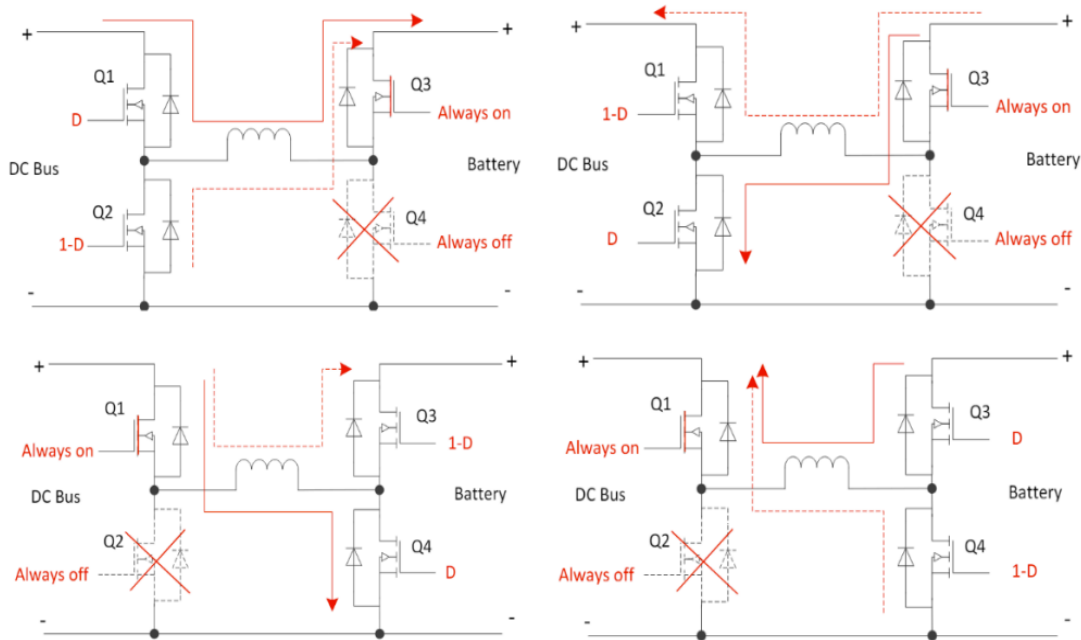 + +
Q1 Q3
D Always on
DC Bus Battery
Q2 Q4
1-D Always off
- -
+ +
Q1 Q3
1-D Always on
DC Bus Battery
Q2 Q4
D Always off
- -
+ +
Q1 Q3
Always on 1-D
DC Bus Battery
Q2 Q4
Always off D
- -
+ +
Q1 Q3
Always on D
DC Bus Battery
Q2 Q4
Always off 1-D
- -